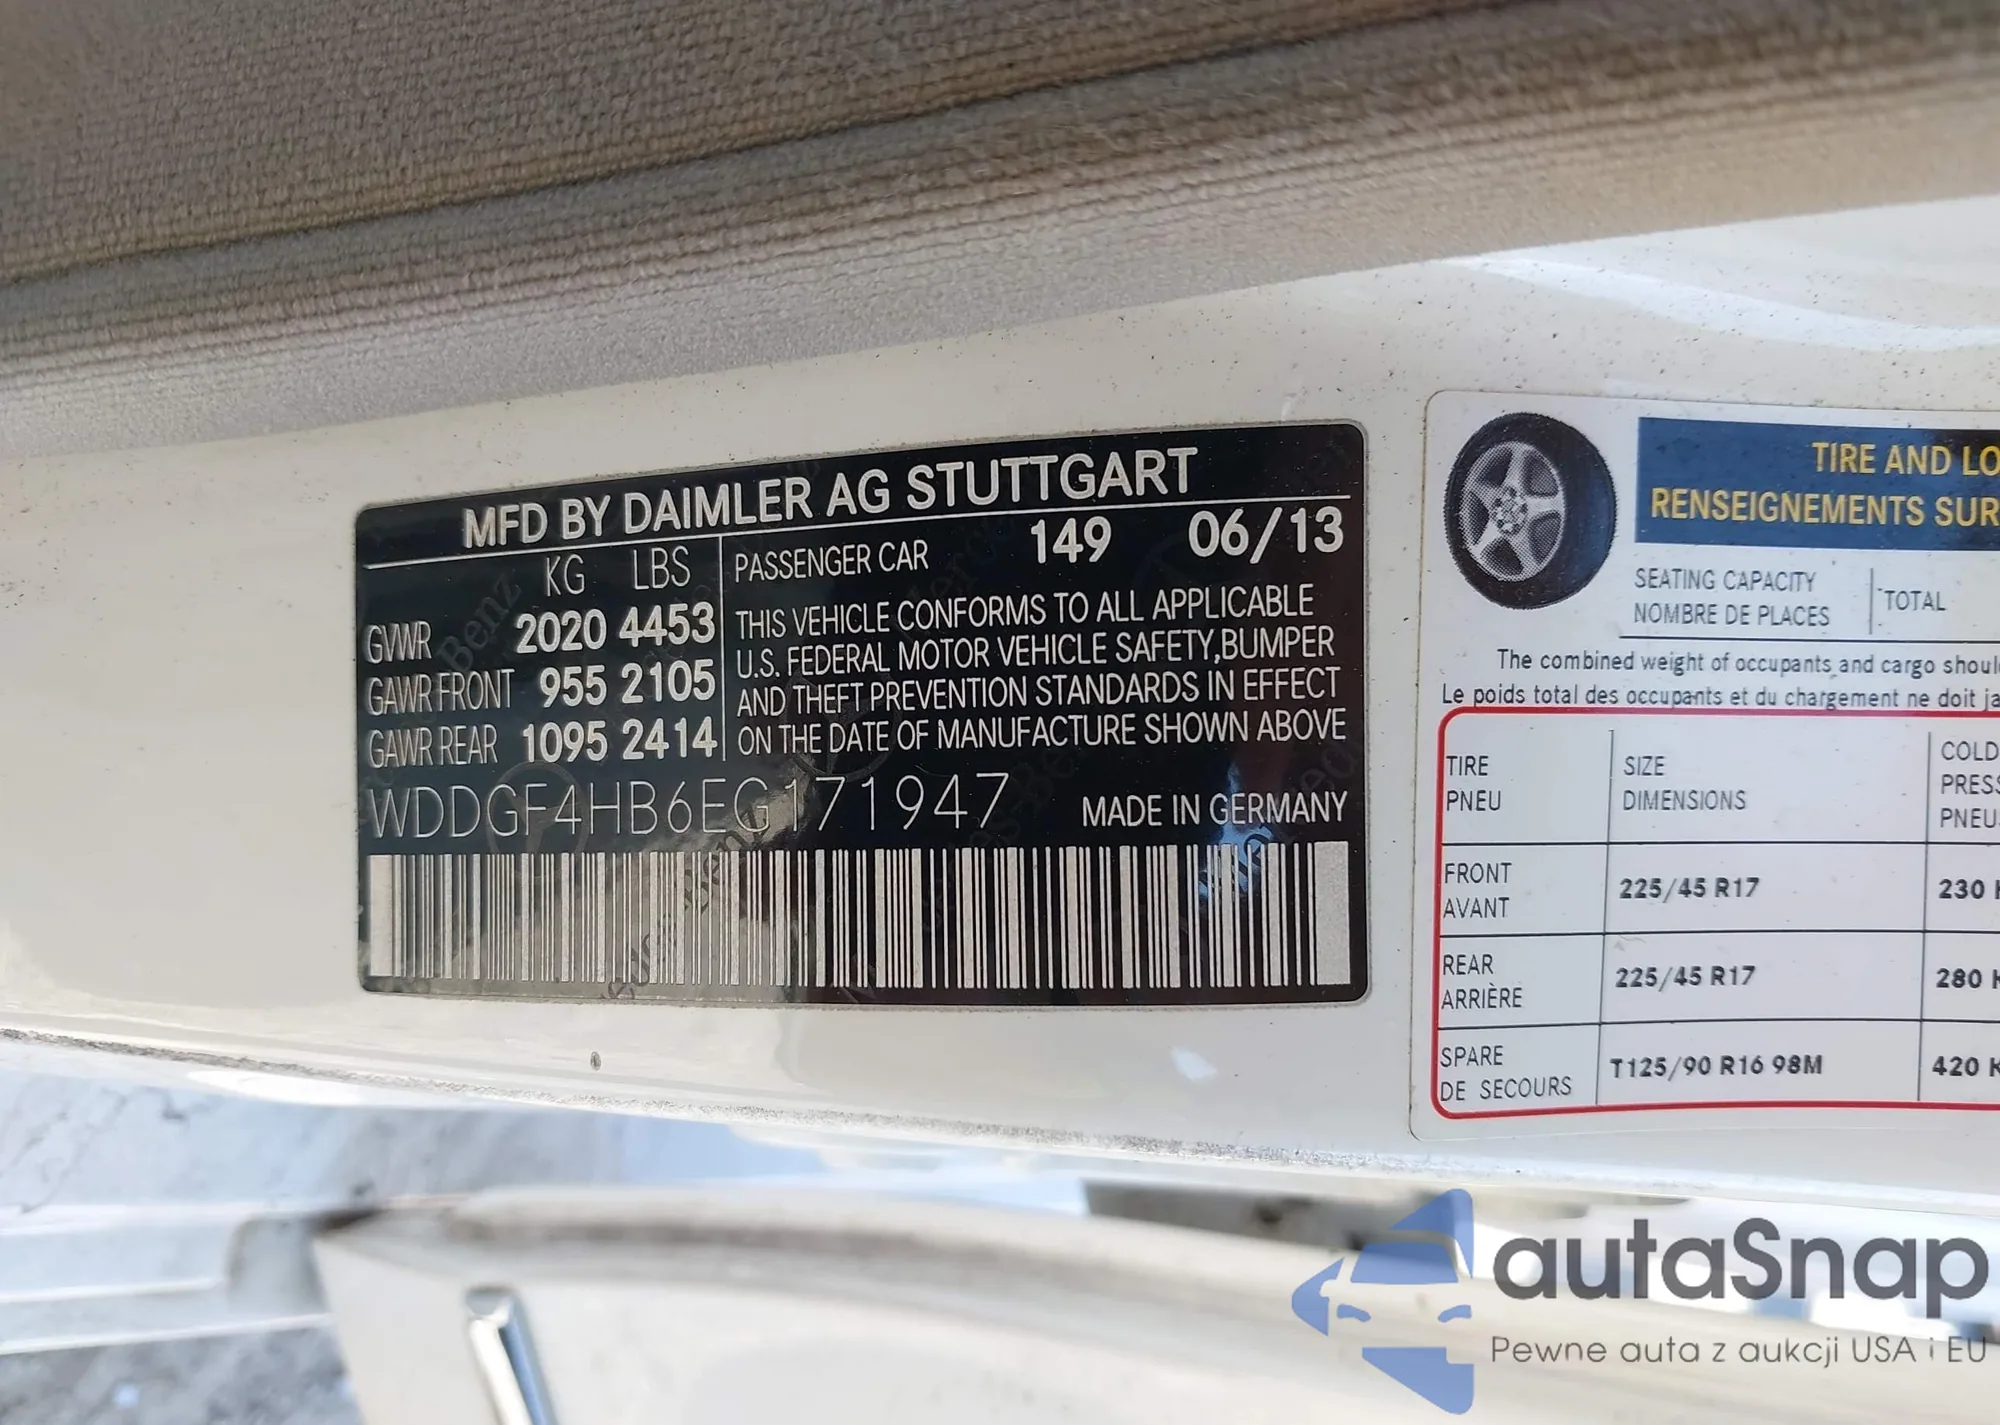 MFD BY DAIMLER AG STUTTGART
KG LBS
PASSENGER CAR 149 06/13
GVWR 2020 4453
GAWR FRONT 955 2105
GAWR REAR 1095 2414
THIS VEHICLE CONFORMS TO ALL APPLICABLE
U.S. FEDERAL MOTOR VEHICLE SAFETY,BUMPER
AND THEFT PREVENTION STANDARDS IN EFFECT
ON THE DATE OF MANUFACTURE SHOWN ABOVE
WDDGF4HB6EG171947 MADE IN GERMANY
TIRE AND LO
RENSEIGNEMENTS SUR
SEATING CAPACITY
NOMBRE DE PLACES
TOTAL
The combined weight of occupants and cargo shoul
Le poids total des occupants et du chargement ne doit ja
TIRE
PNEU
SIZE
DIMENSIONS
COLD
PRESS
PNEU
FRONT
AVANT
225/45 R17
230 K
REAR
ARRIÈRE
225/45 R17
280 K
SPARE
DE SECOURS
T125/90 R16 98M
420 K
autaSnap
Pewne auta z aukcji USA i EU